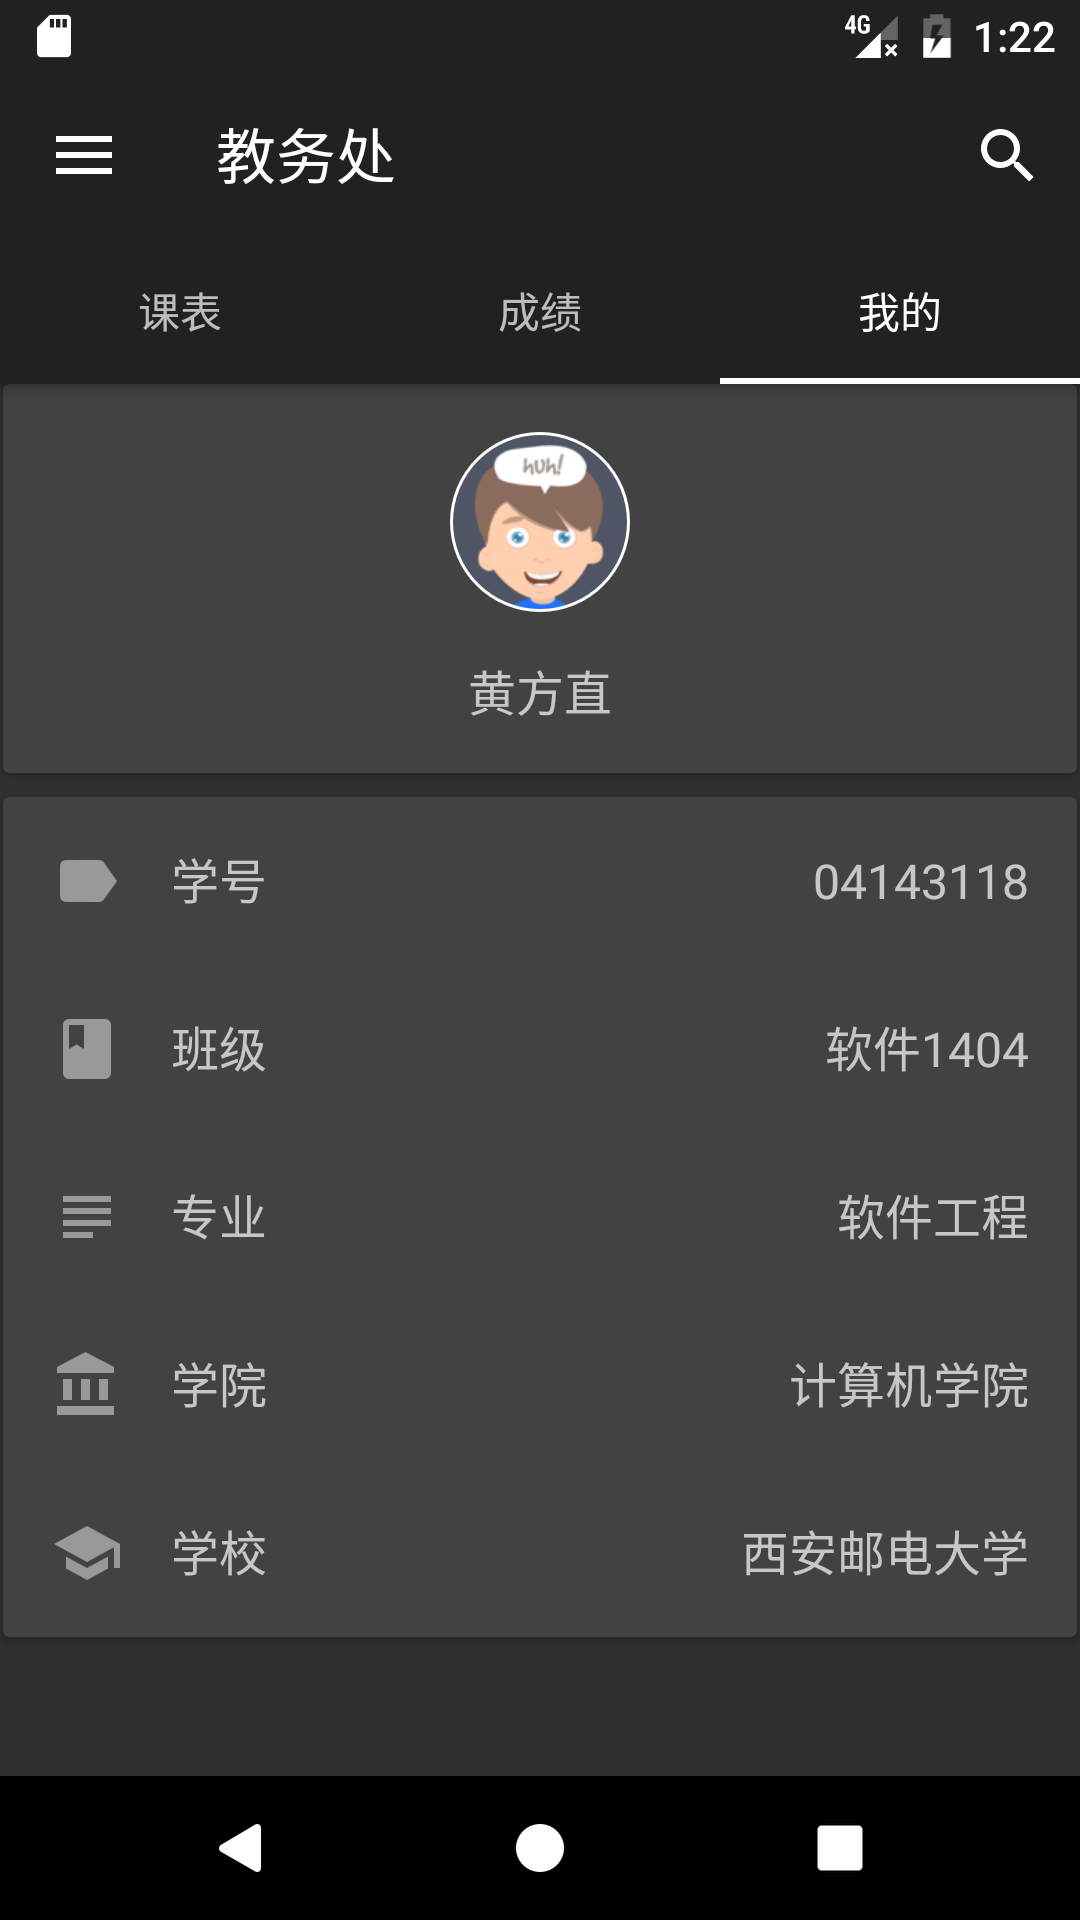 4G 1:22
教务处
课表 成绩 我的
huh!
黄方直
学号 04143118
班级 软件1404
专业 软件工程
学院 计算机学院
学校 西安邮电大学